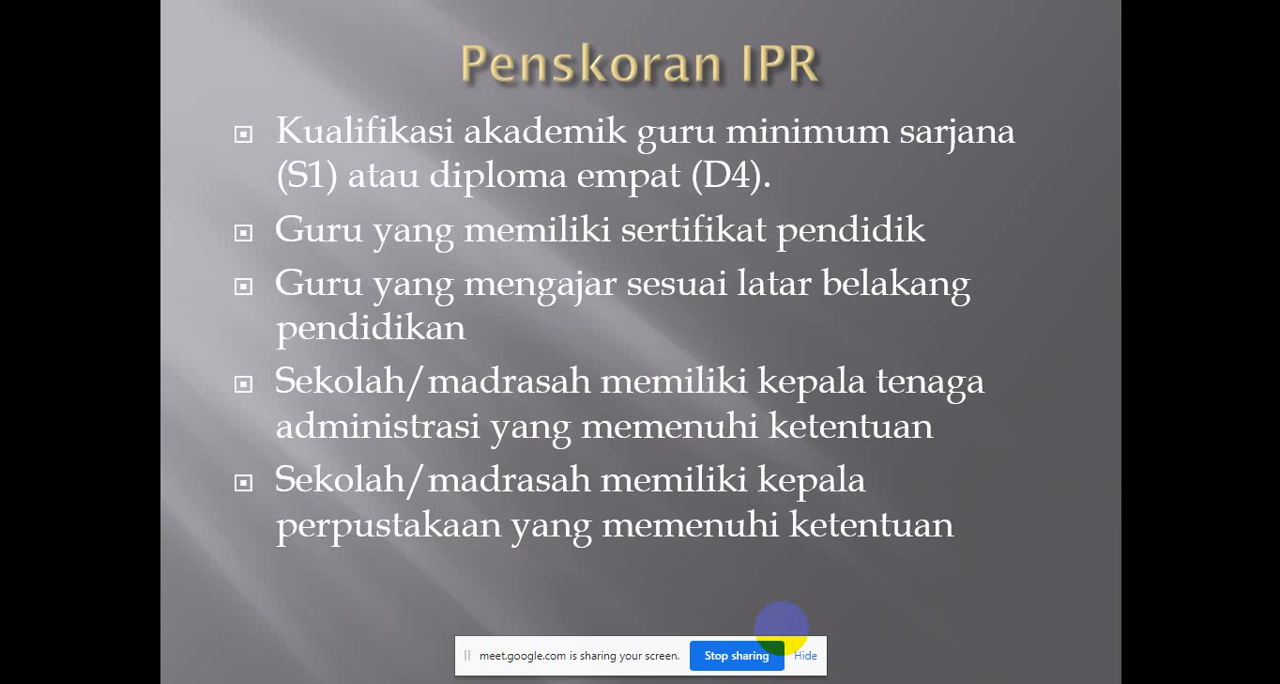 Penskoran IPR
Kualifikasi akademik guru minimum sarjana
(S1) atau diploma empat (D4).
Guru yang memiliki sertifikat pendidik
Guru yang mengajar sesuai latar belakang
pendidikan
Sekolah/madrasah memiliki kepala tenaga
administrasi yang memenuhi ketentuan
Sekolah/madrasah memiliki kepala
perpustakaan yang memenuhi ketentuan
meet.google.com is sharing your screen. Stop sharing Hide